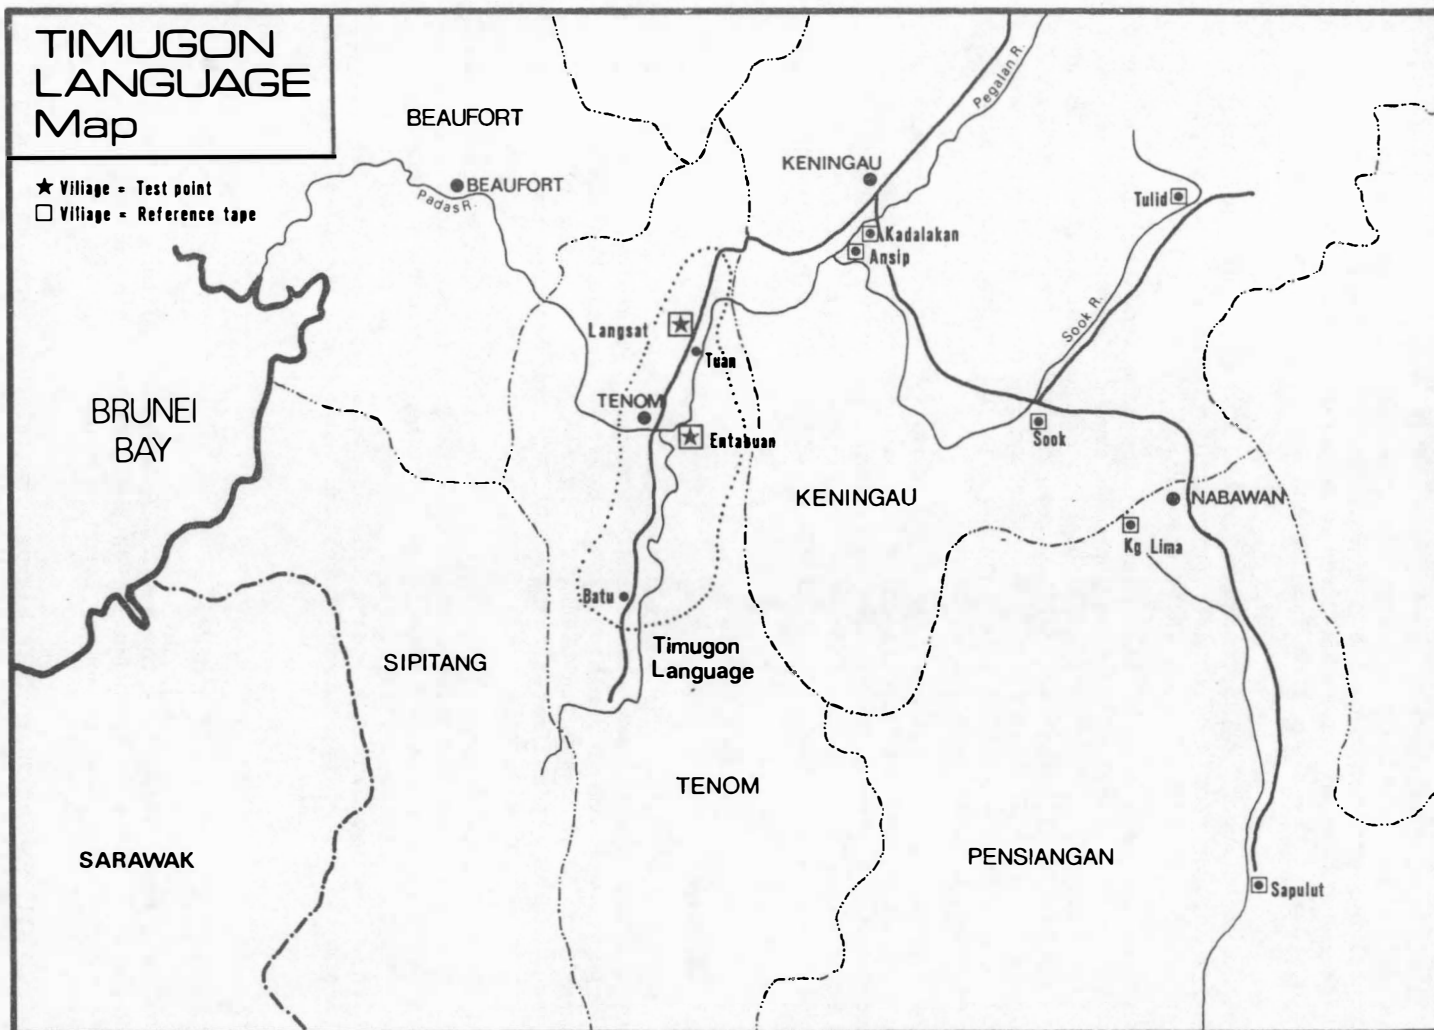 TIMUGON
LANGUAGE
Map
★ Village = Test point
□ Village = Reference tape
BEAUFORT
BEAUFORT
Padas R.
Pegalan R.
KENINGAU
Kadalakan
Ansip
Tulid
Sook R.
Langsat
Tuan
TENOM
Entabuan
Sook
BRUNEI
BAY
KENINGAU
NABAWAN
Kg Lima
Batu
SIPITANG
Timugon
Language
TENOM
SARAWAK
PENSIANGAN
Sapulut